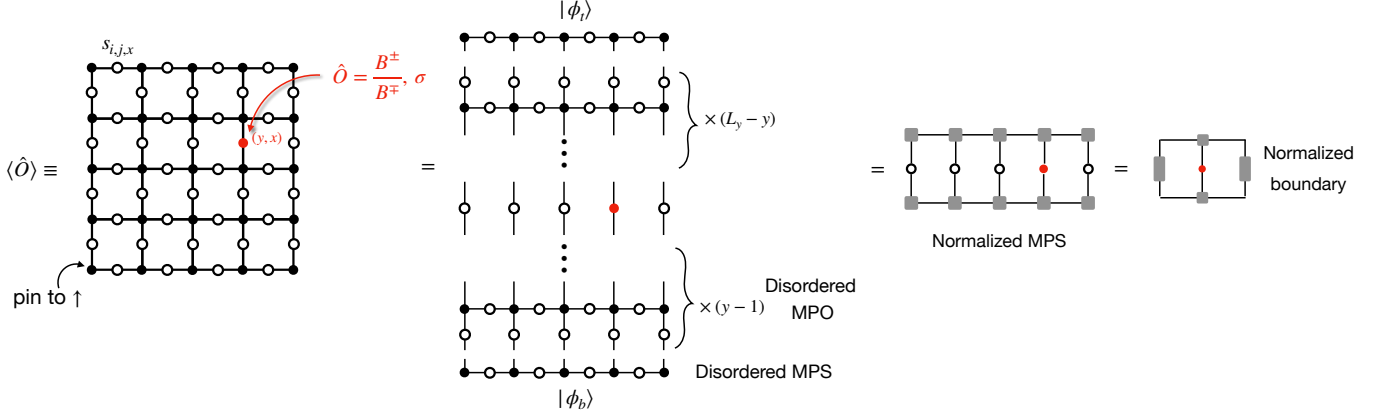 |ϕ_t⟩
s_{i,j,x}
Ô = B^± / B^∓, σ
(y, x)
× (L_y − y)
⟨Ô⟩ ≡
=
=
=
Normalized
boundary
Normalized MPS
pin to ↑
Disordered
MPO
× (y − 1)
Disordered MPS
|ϕ_b⟩